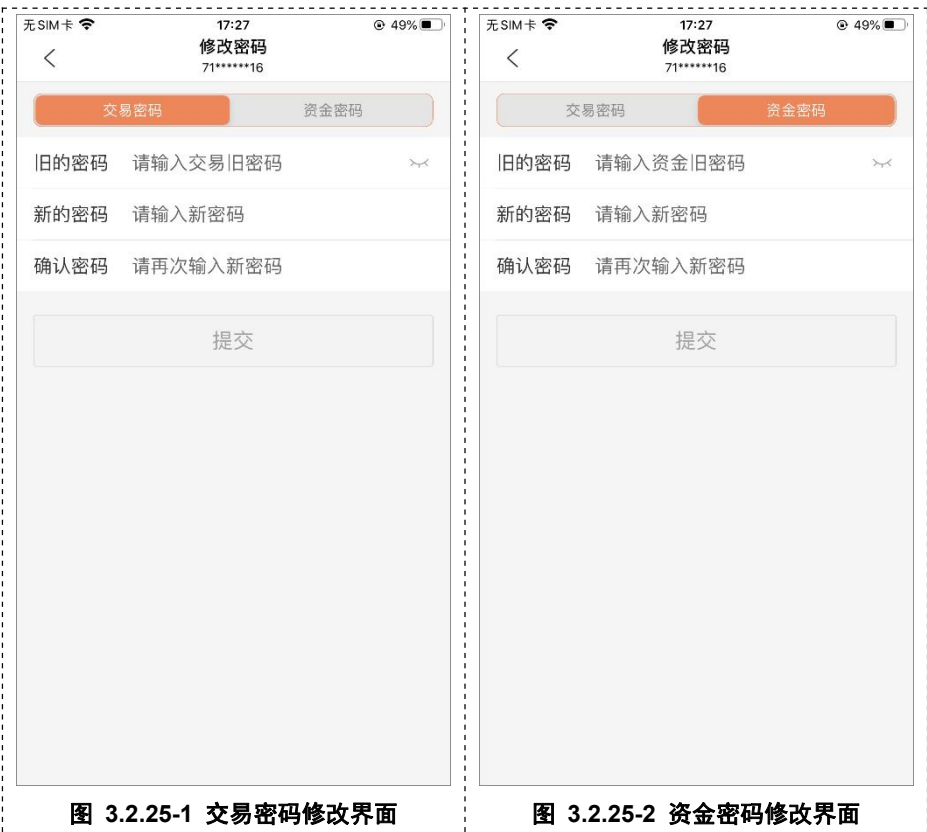 无SIM卡 17:27 49%
修改密码
71******16
交易密码 资金密码
旧的密码 请输入交易旧密码
新的密码 请输入新密码
确认密码 请再次输入新密码
提交
图 3.2.25-1 交易密码修改界面
无SIM卡 17:27 49%
修改密码
71******16
交易密码 资金密码
旧的密码 请输入资金旧密码
新的密码 请输入新密码
确认密码 请再次输入新密码
提交
图 3.2.25-2 资金密码修改界面